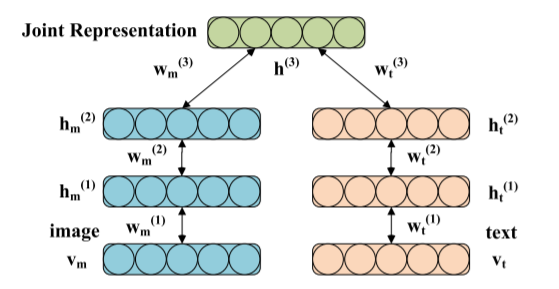 Joint Representation
w_m^(3) h^(3) w_t^(3)
h_m^(2) h_t^(2)
w_m^(2) w_t^(2)
h_m^(1) h_t^(1)
image w_m^(1) w_t^(1) text
v_m v_t